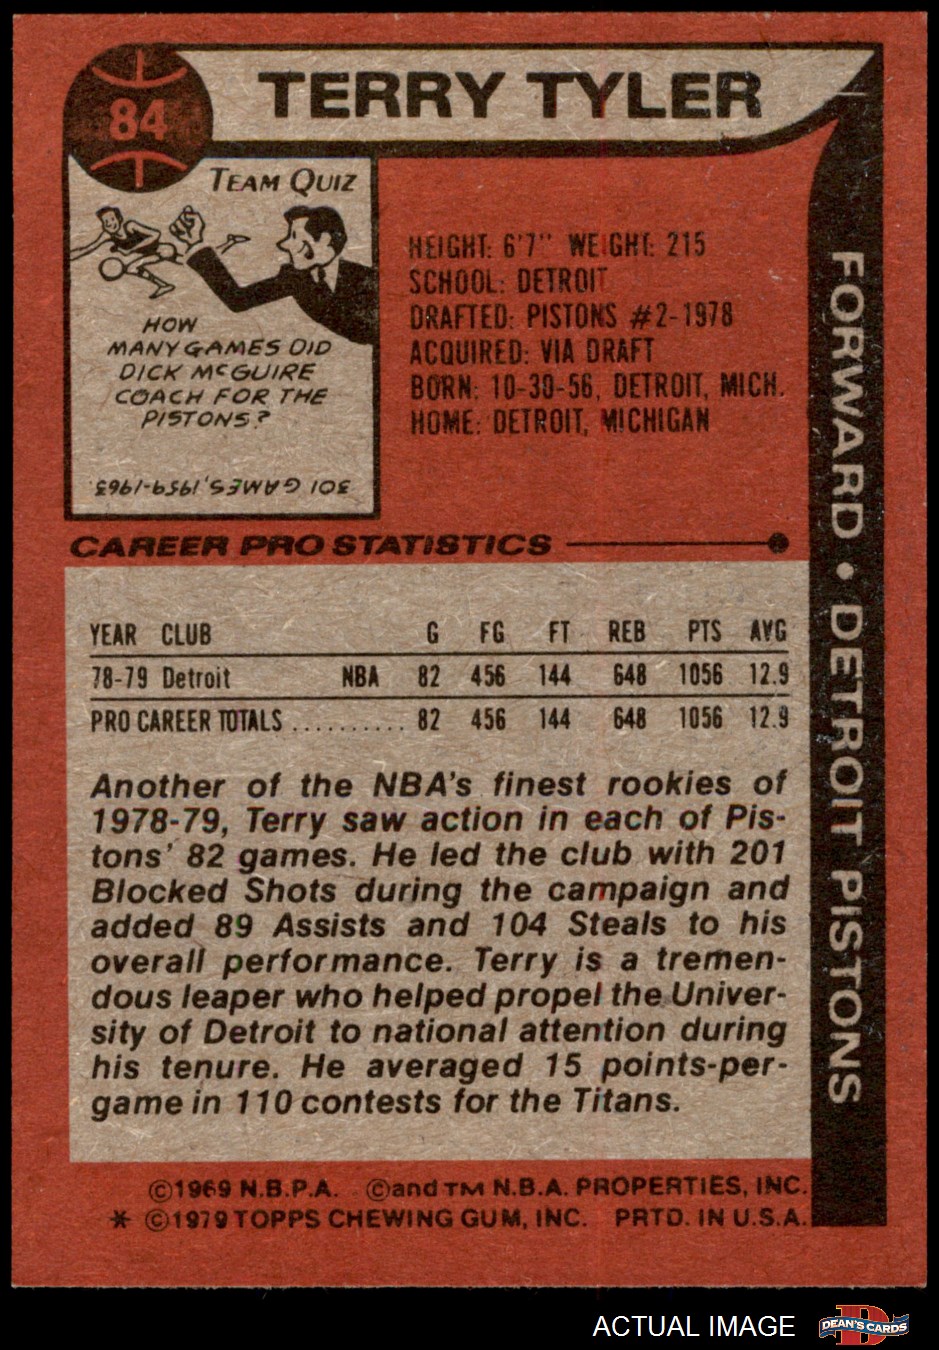 84
TERRY TYLER
TEAM QUIZ
HOW
MANY GAMES DID
DICK McGUIRE
COACH FOR THE
PISTONS?
301 GAMES, 1959-1963.
HEIGHT: 6'7" WEIGHT: 215
SCHOOL: DETROIT
DRAFTED: PISTONS #2-1978
ACQUIRED: VIA DRAFT
BORN: 10-30-56, DETROIT, MICH.
HOME: DETROIT, MICHIGAN
FORWARD • DETROIT PISTONS
CAREER PRO STATISTICS
YEAR CLUB G FG FT REB PTS AVG
78-79 Detroit NBA 82 456 144 648 1056 12.9
PRO CAREER TOTALS .......... 82 456 144 648 1056 12.9
Another of the NBA's finest rookies of
1978-79, Terry saw action in each of Pis-
tons' 82 games. He led the club with 201
Blocked Shots during the campaign and
added 89 Assists and 104 Steals to his
overall performance. Terry is a tremen-
dous leaper who helped propel the Univer-
sity of Detroit to national attention during
his tenure. He averaged 15 points-per-
game in 110 contests for the Titans.
©1969 N.B.P.A. ©and TM N.B.A. PROPERTIES, INC.
* ©1979 TOPPS CHEWING GUM, INC. PRTD. IN U.S.A.
ACTUAL IMAGE
DEAN'S CARDS